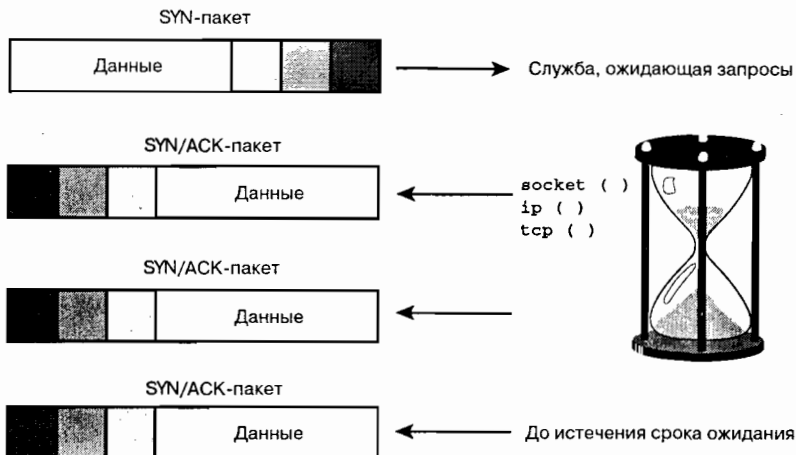 SYN-пакет
Данные
Служба, ожидающая запросы
SYN/ACK-пакет
Данные
socket ( )
ip ( )
tcp ( )
SYN/ACK-пакет
Данные
SYN/ACK-пакет
Данные
До истечения срока ожидания